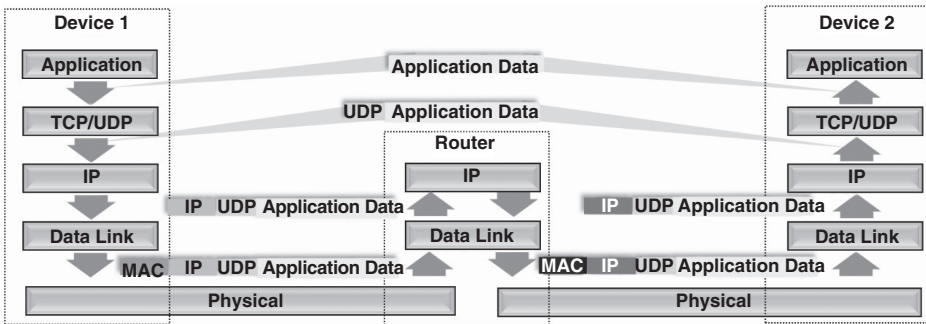 Device 1
Device 2
Application
Application Data
Application
TCP/UDP
UDP Application Data
TCP/UDP
Router
IP
IP
IP
IP UDP Application Data
IP UDP Application Data
Data Link
Data Link
Data Link
MAC IP UDP Application Data
MAC IP UDP Application Data
Physical
Physical